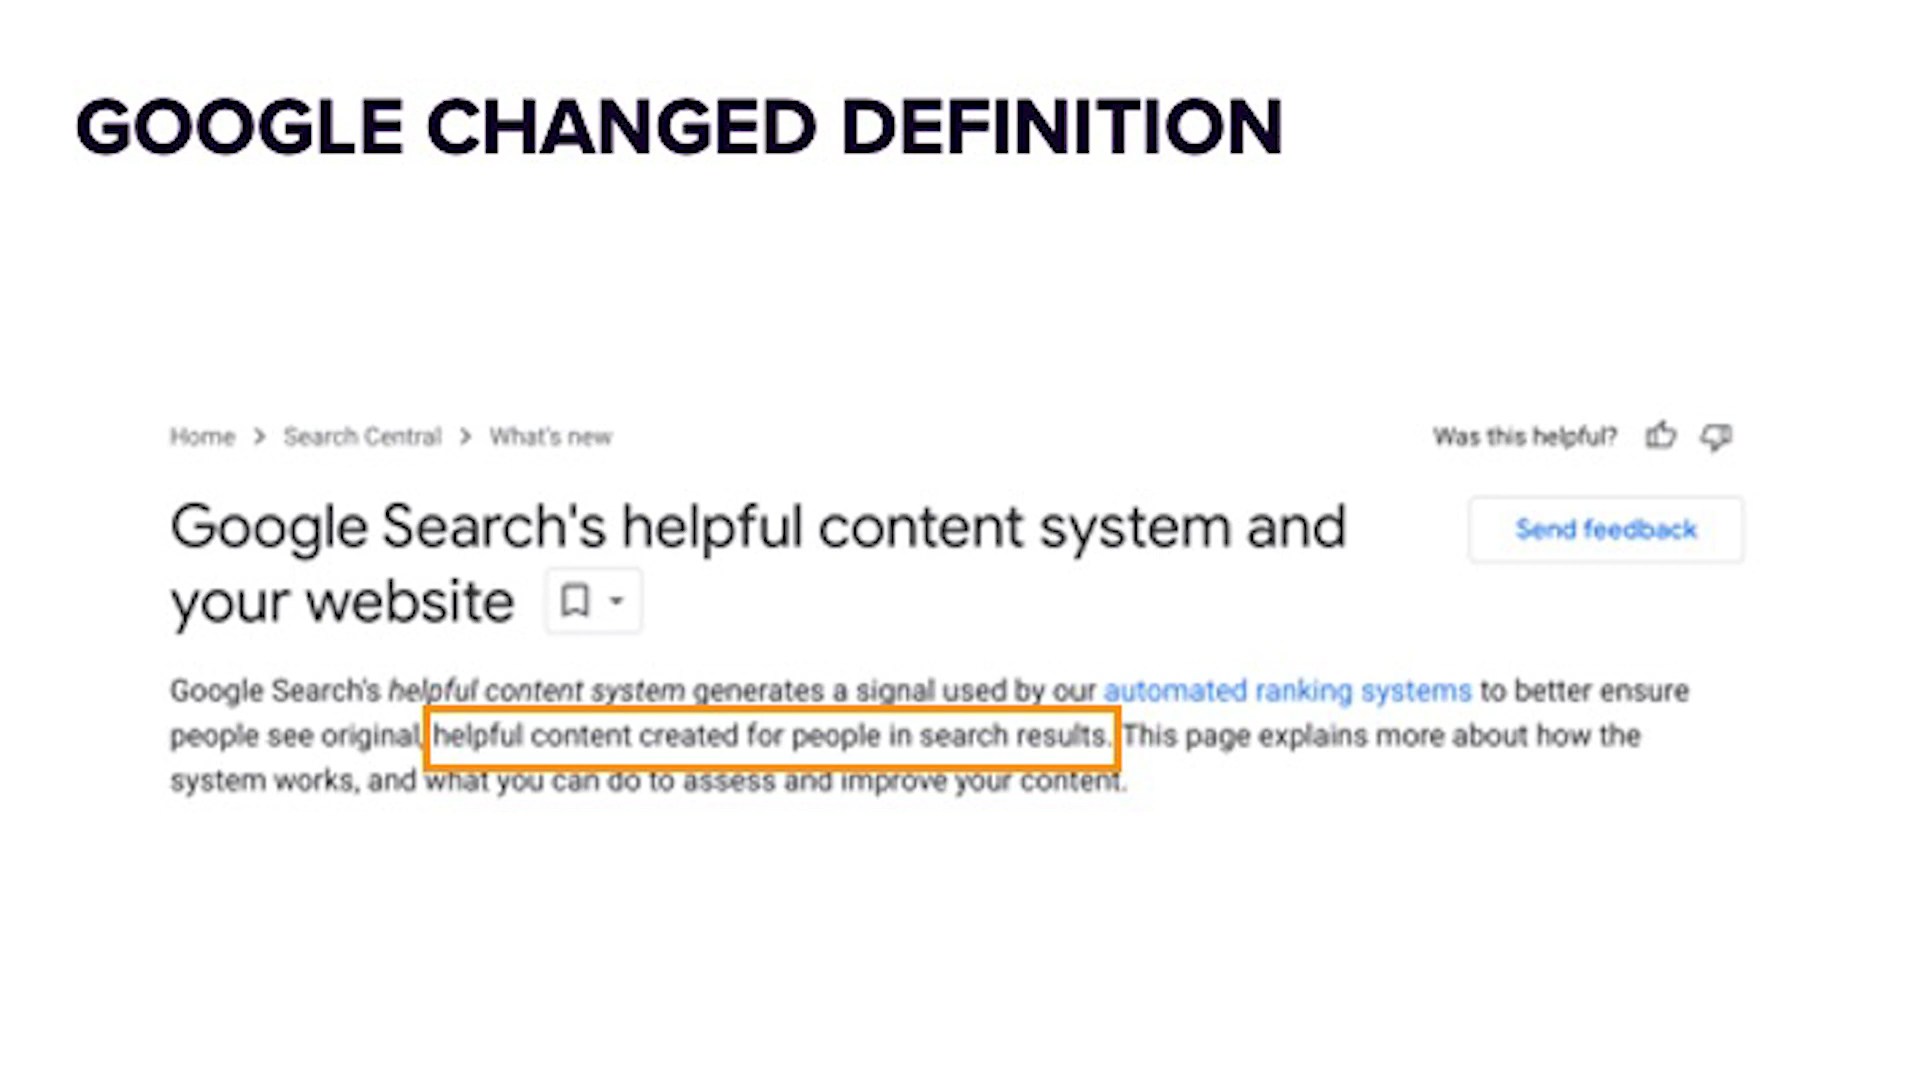 GOOGLE CHANGED DEFINITION
Home > Search Central > What's new
Was this helpful?
Google Search's helpful content system and
your website
Send feedback
Google Search's helpful content system generates a signal used by our automated ranking systems to better ensure
people see original, helpful content created for people in search results. This page explains more about how the
system works, and what you can do to assess and improve your content.